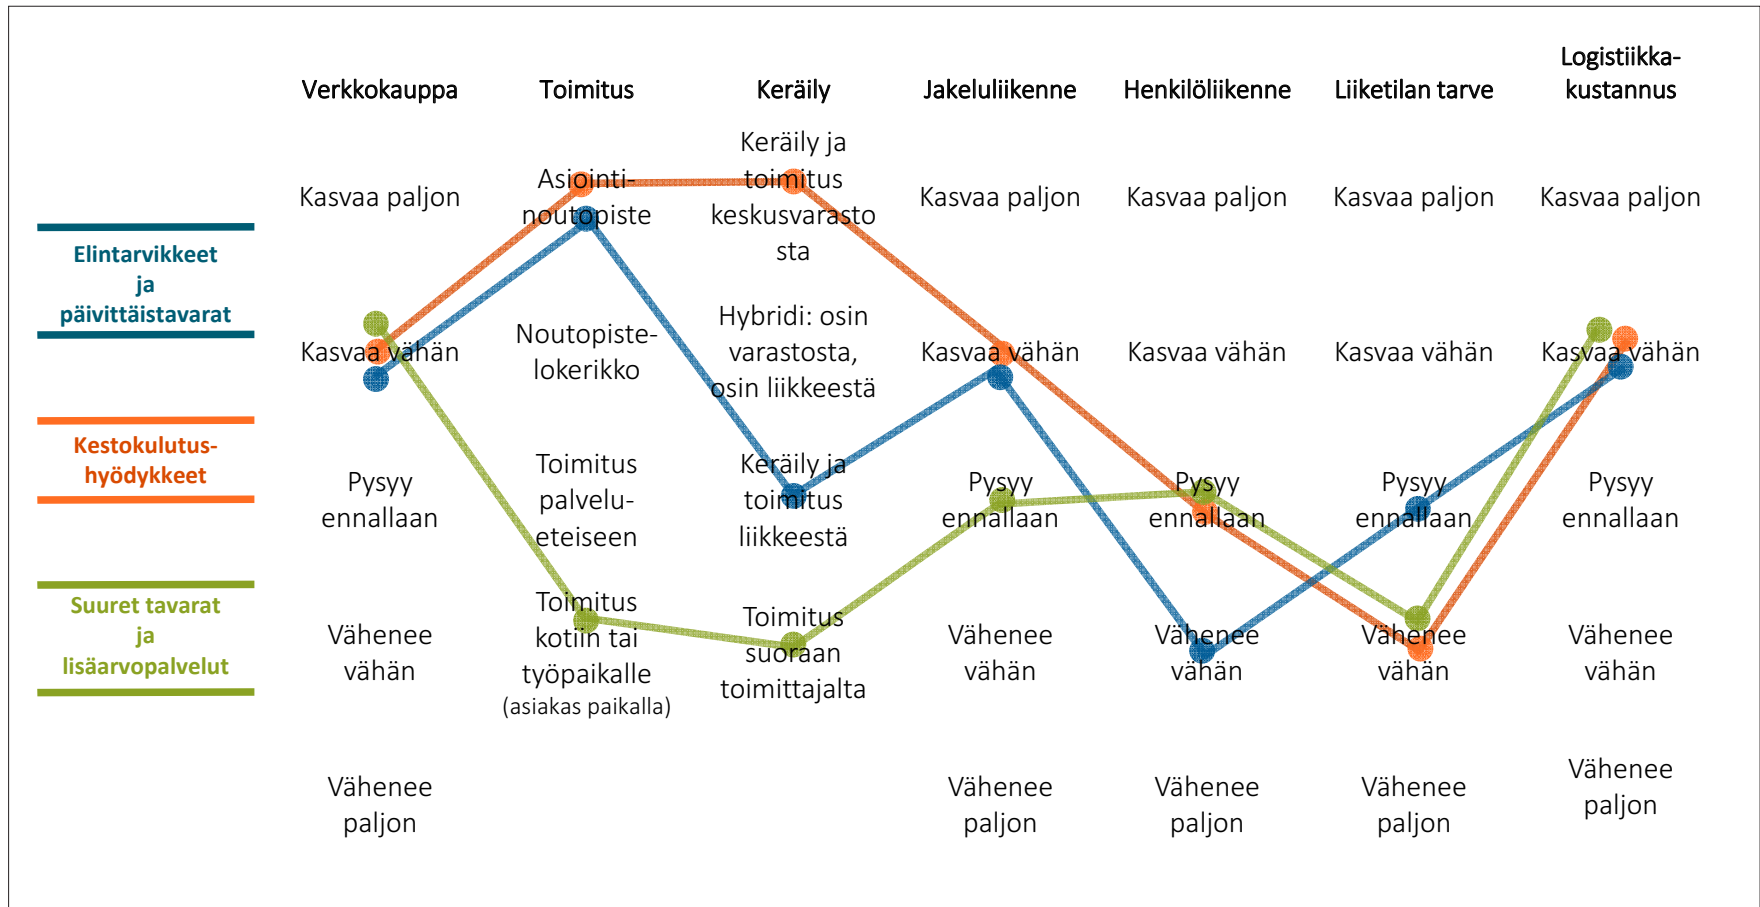 Verkkokauppa
Toimitus
Keräily
Jakeluliikenne
Henkilöliikenne
Liiketilan tarve
Logistiikka-
kustannus
Elintarvikkeet
ja
päivittäistavarat
Kestokulutus-
hyödykkeet
Suuret tavarat
ja
lisäarvopalvelut
Kasvaa paljon
Kasvaa vähän
Pysyy
ennallaan
Vähenee
vähän
Vähenee
paljon
Asiointi-
noutopiste
Noutopiste-
lokerikko
Toimitus
palvelu-
eteiseen
Toimitus
kotiin tai
työpaikalle
(asiakas paikalla)
Keräily ja
toimitus
keskusvarasto
sta
Hybridi: osin
varastosta,
osin liikkeestä
Keräily ja
toimitus
liikkeestä
Toimitus
suoraan
toimittajalta
Kasvaa paljon
Kasvaa vähän
Pysyy
ennallaan
Vähenee
vähän
Vähenee
paljon
Kasvaa paljon
Kasvaa vähän
Pysyy
ennallaan
Vähenee
vähän
Vähenee
paljon
Kasvaa paljon
Kasvaa vähän
Pysyy
ennallaan
Vähenee
vähän
Vähenee
paljon
Kasvaa paljon
Kasvaa vähän
Pysyy
ennallaan
Vähenee
vähän
Vähenee
paljon